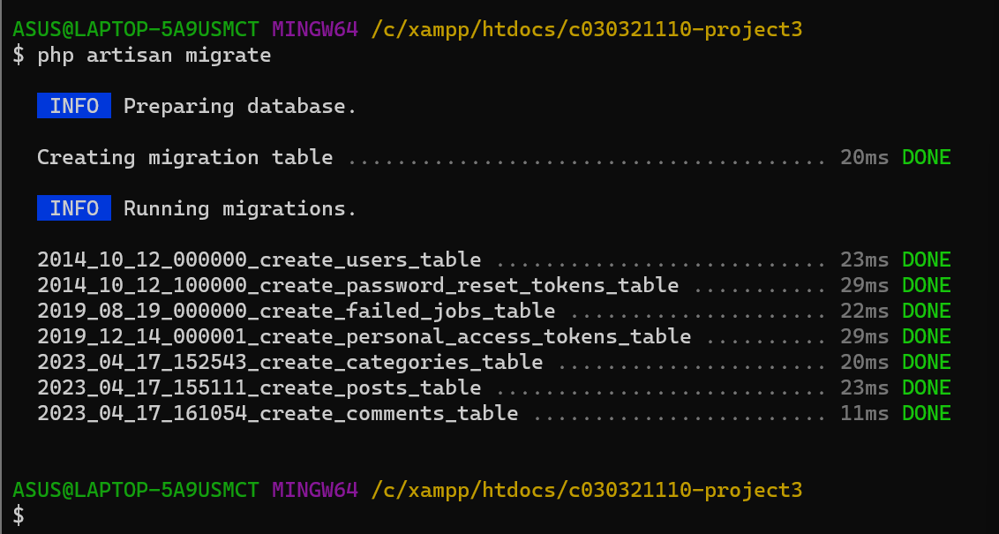 ASUS@LAPTOP-5A9USMCT MINGW64 /c/xampp/htdocs/c030321110-project3
$ php artisan migrate
INFO Preparing database.
Creating migration table ....................................... 20ms DONE
INFO Running migrations.
2014_10_12_000000_create_users_table ........................... 23ms DONE
2014_10_12_100000_create_password_reset_tokens_table ........... 29ms DONE
2019_08_19_000000_create_failed_jobs_table ..................... 22ms DONE
2019_12_14_000001_create_personal_access_tokens_table .......... 29ms DONE
2023_04_17_152543_create_categories_table ...................... 20ms DONE
2023_04_17_155111_create_posts_table ........................... 23ms DONE
2023_04_17_161054_create_comments_table ........................ 11ms DONE
ASUS@LAPTOP-5A9USMCT MINGW64 /c/xampp/htdocs/c030321110-project3
$